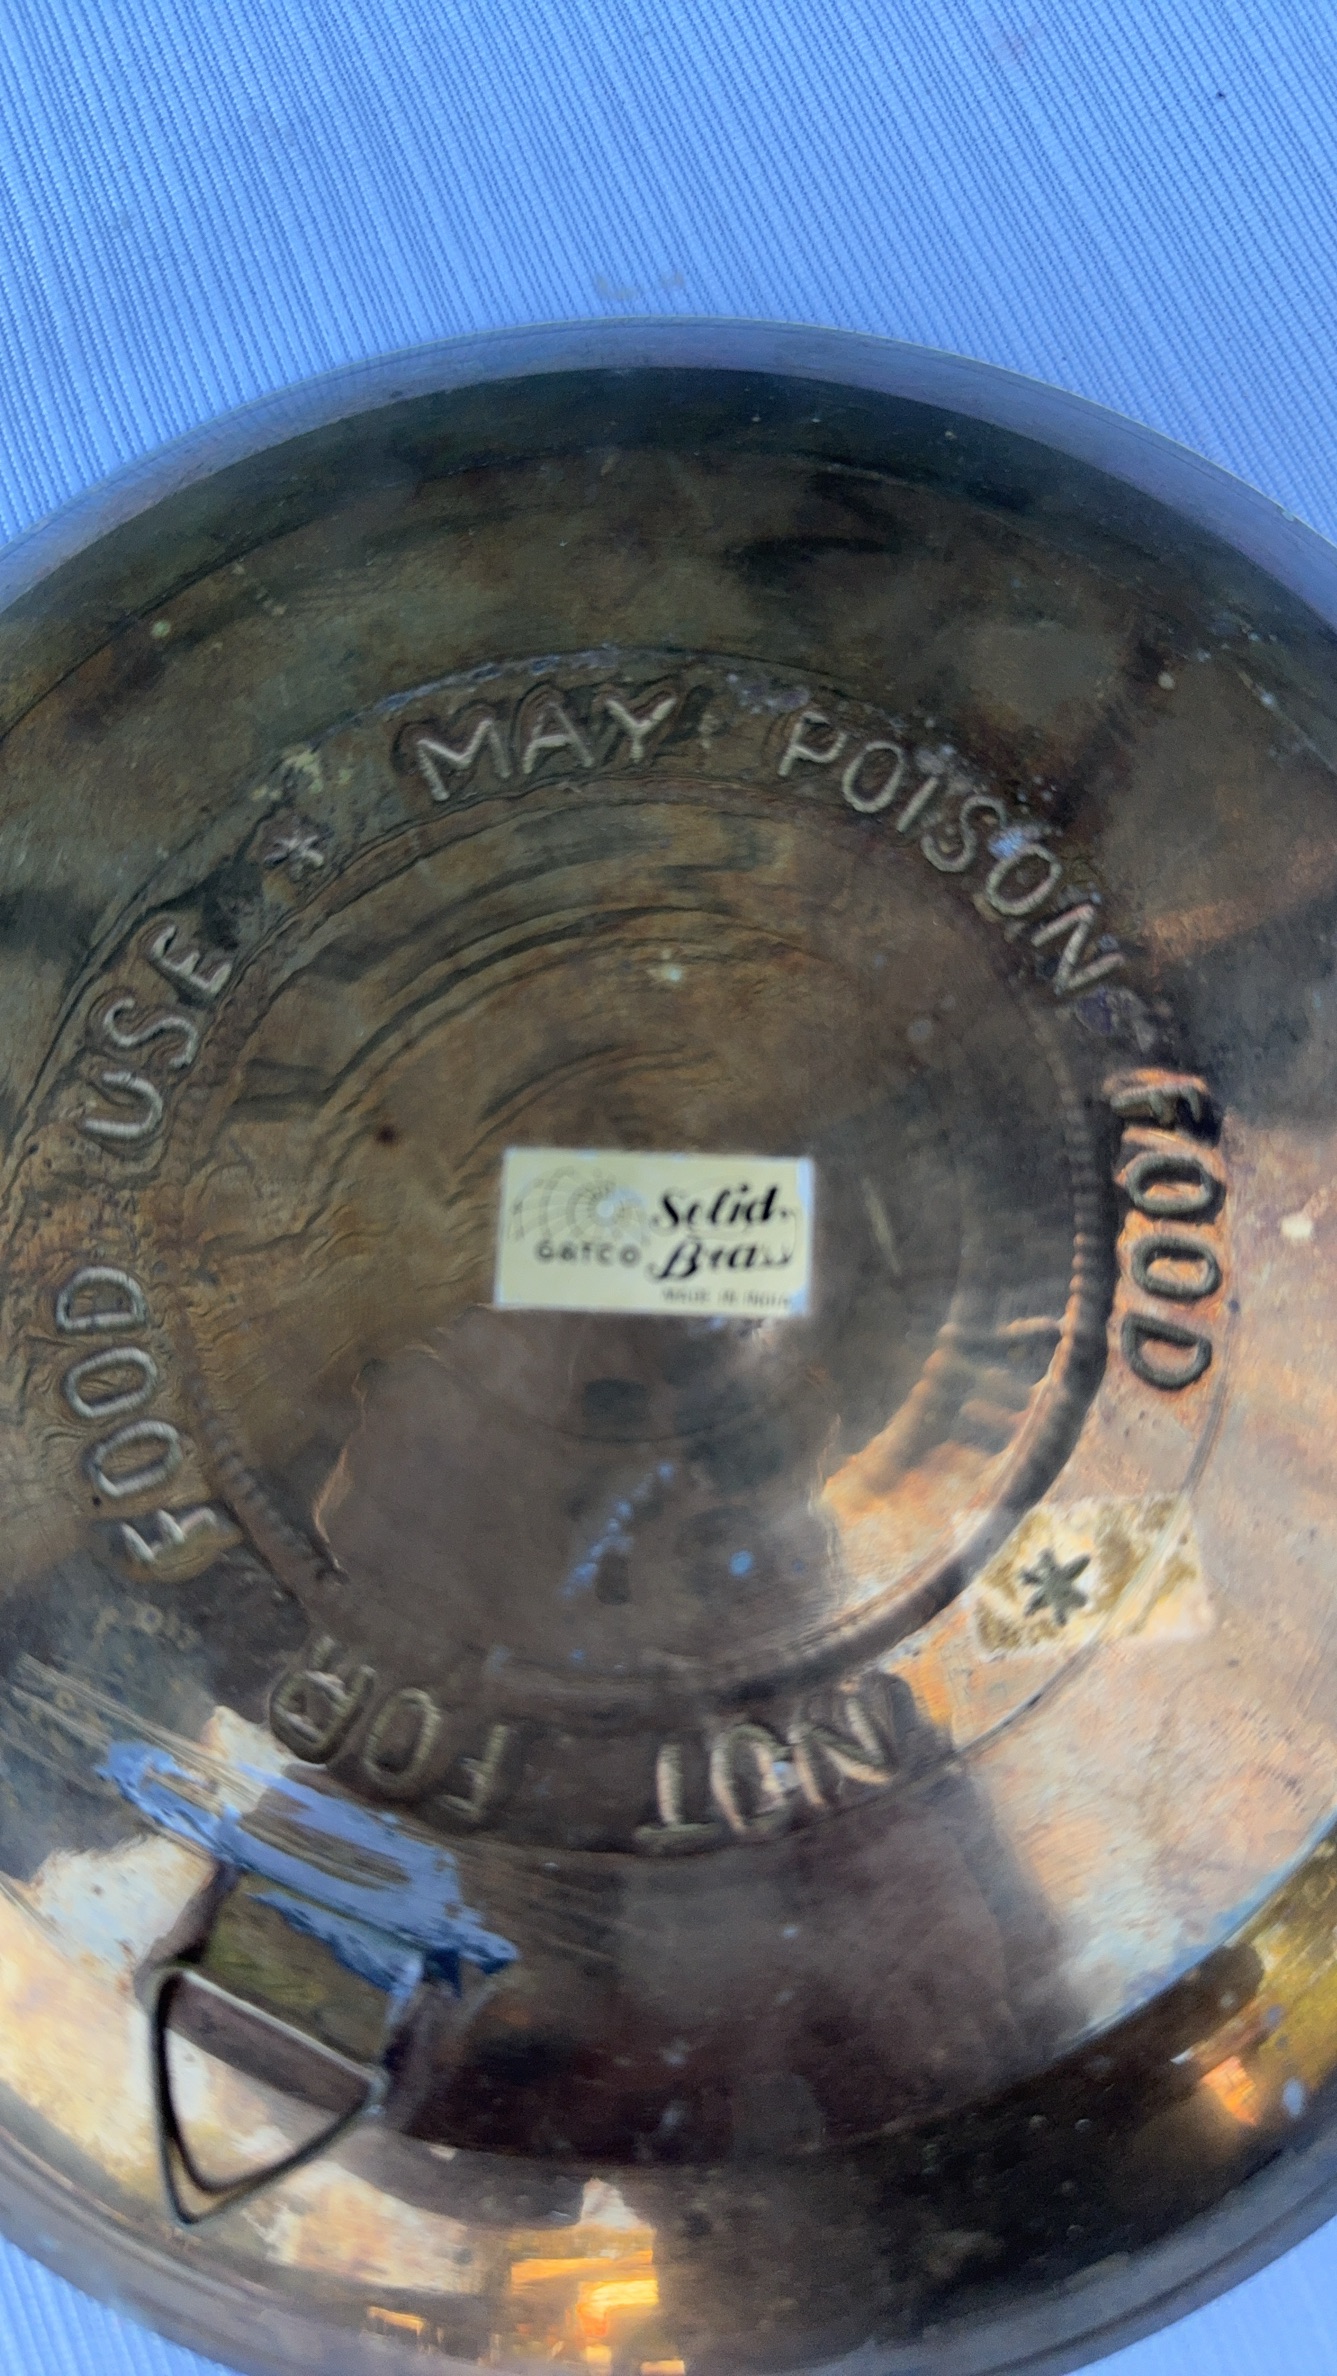 * MAY POISON FOOD
* NOT FOR FOOD USE
GATCO
Solid
Brass
MADE IN INDIA